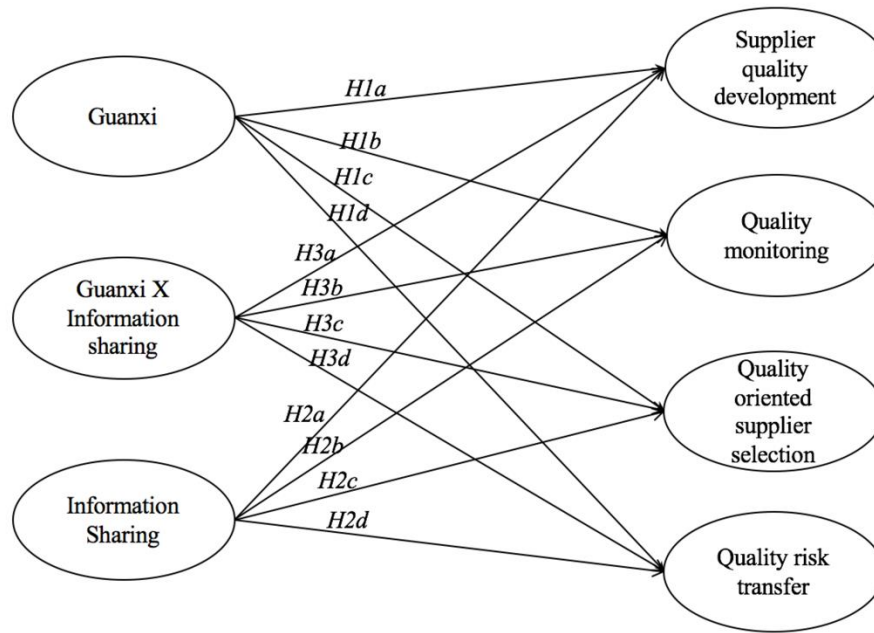 Supplier
quality
development
H1a
Guanxi
H1b
H1c
H1d
Quality
monitoring
H3a
Guanxi X
Information
sharing
H3b
H3c
H3d
Quality
oriented
supplier
selection
H2a
H2b
H2c
Information
Sharing
H2d
Quality risk
transfer